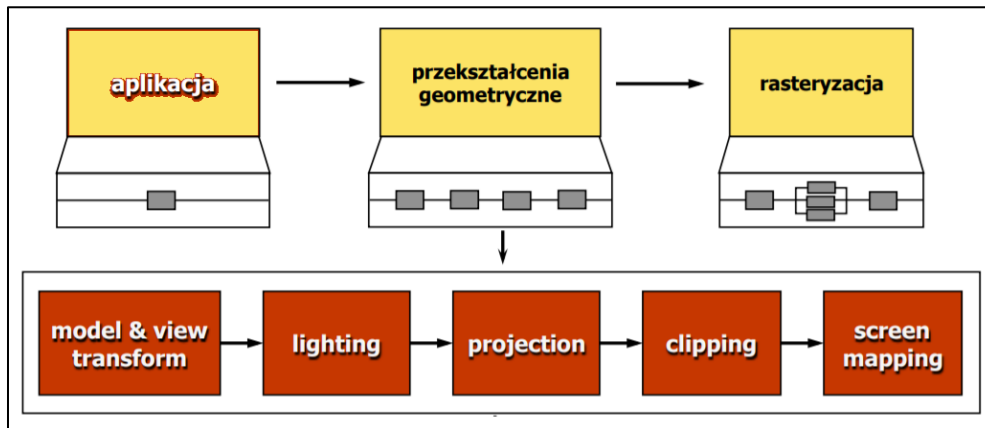 aplikacja
przekształcenia
geometryczne
rasteryzacja
model & view
transform
lighting
projection
clipping
screen
mapping